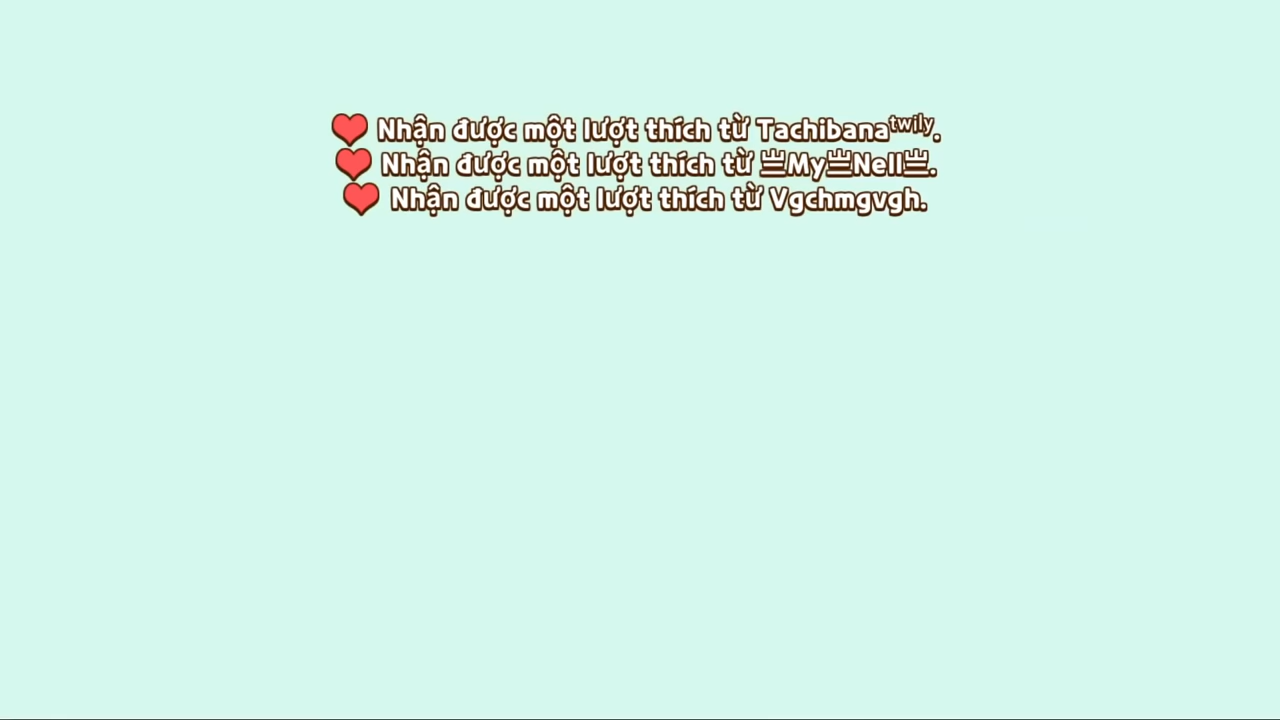 ❤ Nhận được một lượt thích từ Tachibanaᵗʷⁱˡʸ.
❤ Nhận được một lượt thích từ 亗My亗Nell亗.
❤ Nhận được một lượt thích từ Vgchmgvgh.